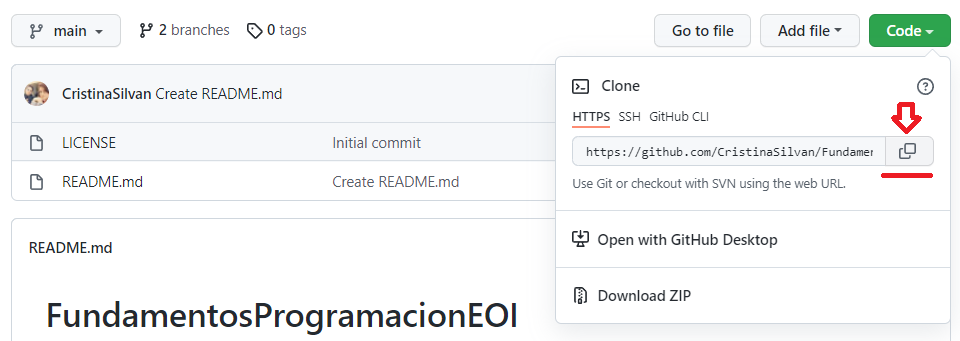 main
2 branches
0 tags
Go to file
Add file
Code
CristinaSilvan Create README.md
LICENSE
Initial commit
README.md
Create README.md
README.md
FundamentosProgramacionEOI
Clone
HTTPS SSH GitHub CLI
https://github.com/CristinaSilvan/Fundamen
Use Git or checkout with SVN using the web URL.
Open with GitHub Desktop
Download ZIP